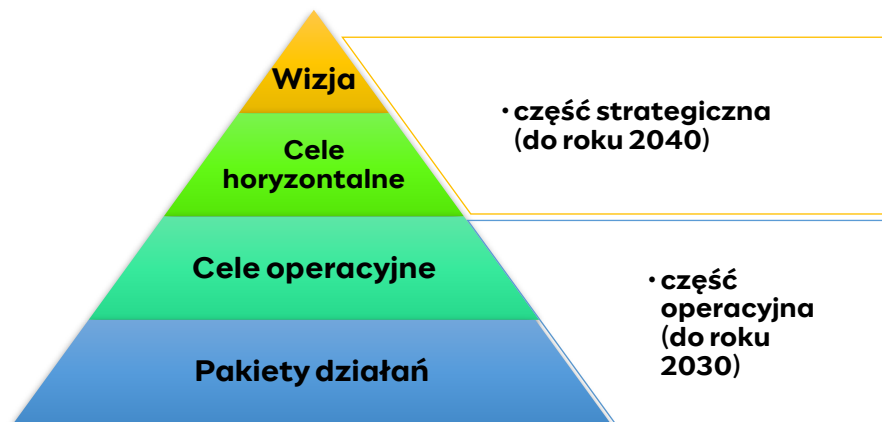 Wizja
Cele
horyzontalne
Cele operacyjne
Pakiety działań
• część strategiczna
(do roku 2040)
• część
operacyjna
(do roku
2030)